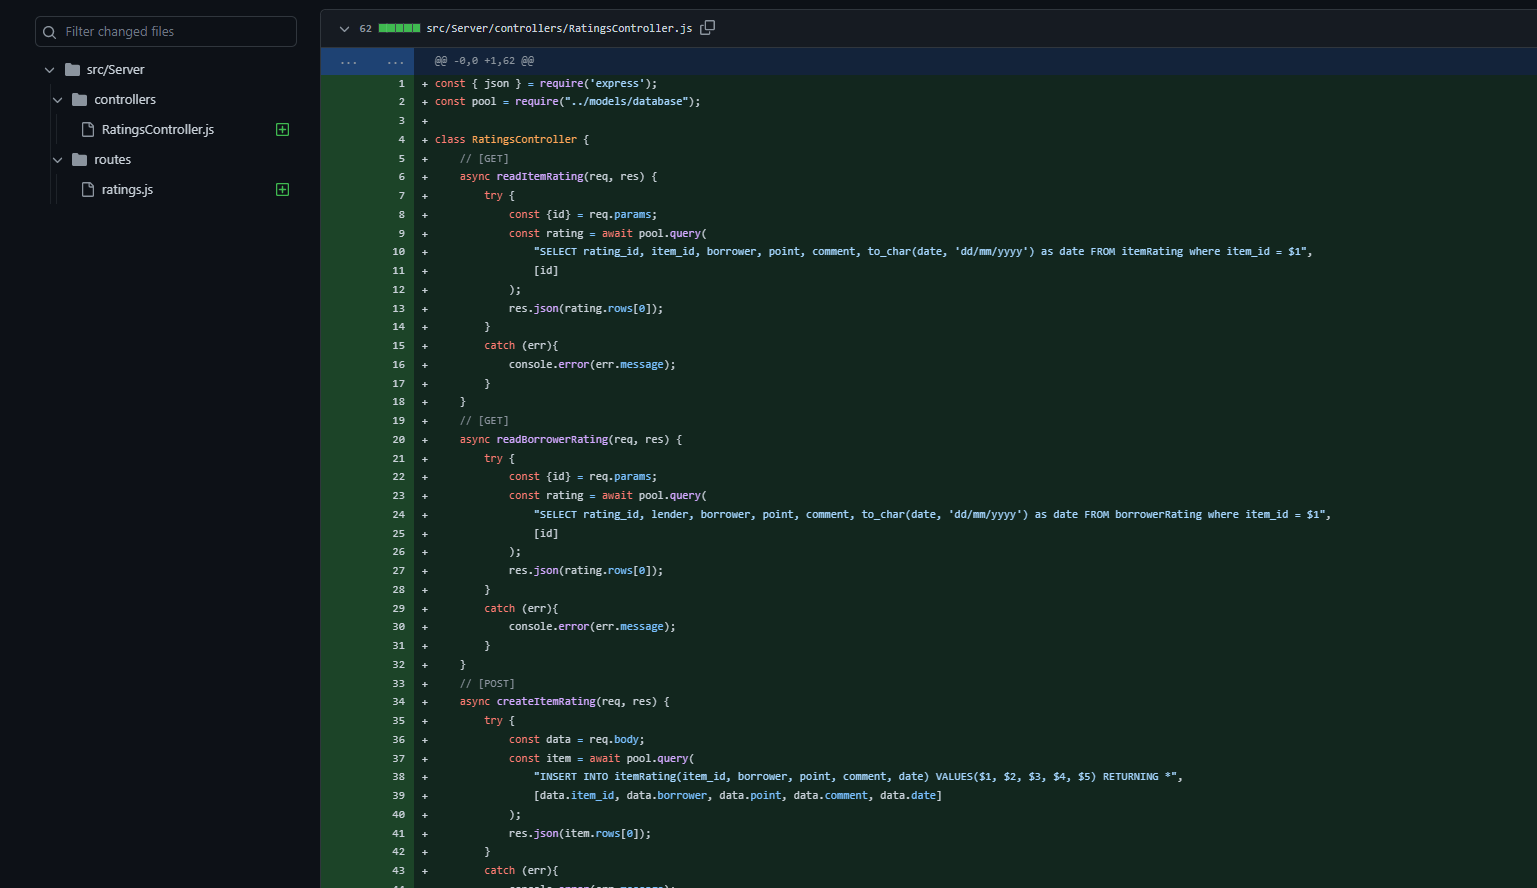 Filter changed files
src/Server
controllers
RatingsController.js
routes
ratings.js
62 src/Server/controllers/RatingsController.js
... ... @@ -0,0 +1,62 @@
1 + const { json } = require('express');
2 + const pool = require("../models/database");
3 +
4 + class RatingsController {
5 + // [GET]
6 + async readItemRating(req, res) {
7 + try {
8 + const {id} = req.params;
9 + const rating = await pool.query(
10 + "SELECT rating_id, item_id, borrower, point, comment, to_char(date, 'dd/mm/yyyy') as date FROM itemRating where item_id = $1",
11 + [id]
12 + );
13 + res.json(rating.rows[0]);
14 + }
15 + catch (err){
16 + console.error(err.message);
17 + }
18 + }
19 + // [GET]
20 + async readBorrowerRating(req, res) {
21 + try {
22 + const {id} = req.params;
23 + const rating = await pool.query(
24 + "SELECT rating_id, lender, borrower, point, comment, to_char(date, 'dd/mm/yyyy') as date FROM borrowerRating where item_id = $1",
25 + [id]
26 + );
27 + res.json(rating.rows[0]);
28 + }
29 + catch (err){
30 + console.error(err.message);
31 + }
32 + }
33 + // [POST]
34 + async createItemRating(req, res) {
35 + try {
36 + const data = req.body;
37 + const item = await pool.query(
38 + "INSERT INTO itemRating(item_id, borrower, point, comment, date) VALUES($1, $2, $3, $4, $5) RETURNING *",
39 + [data.item_id, data.borrower, data.point, data.comment, data.date]
40 + );
41 + res.json(item.rows[0]);
42 + }
43 + catch (err){